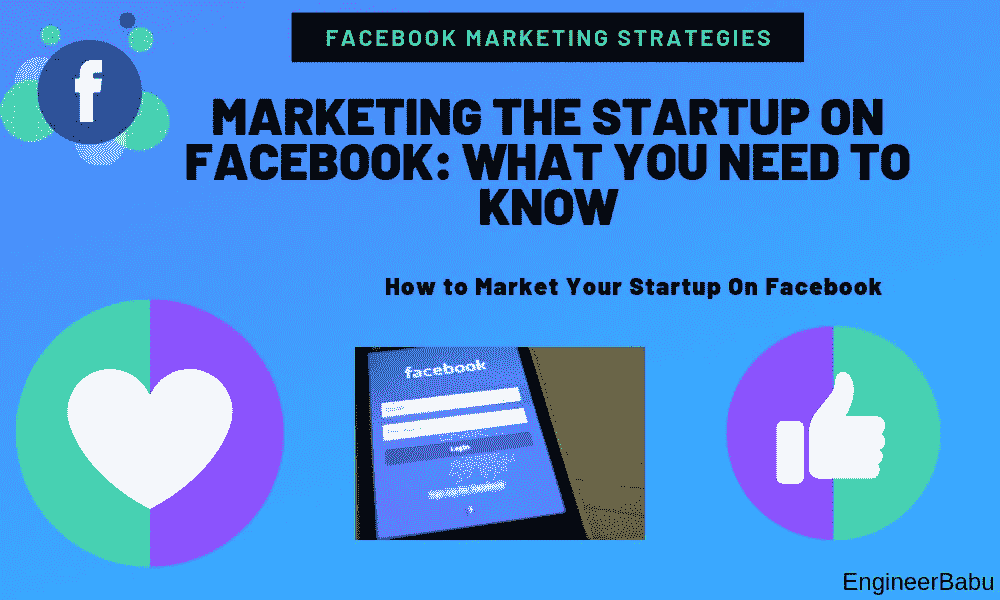 FACEBOOK MARKETING STRATEGIES
f
MARKETING THE STARTUP ON
FACEBOOK: WHAT YOU NEED TO
KNOW
How to Market Your Startup On Facebook
facebook
Login
EngineerBabu